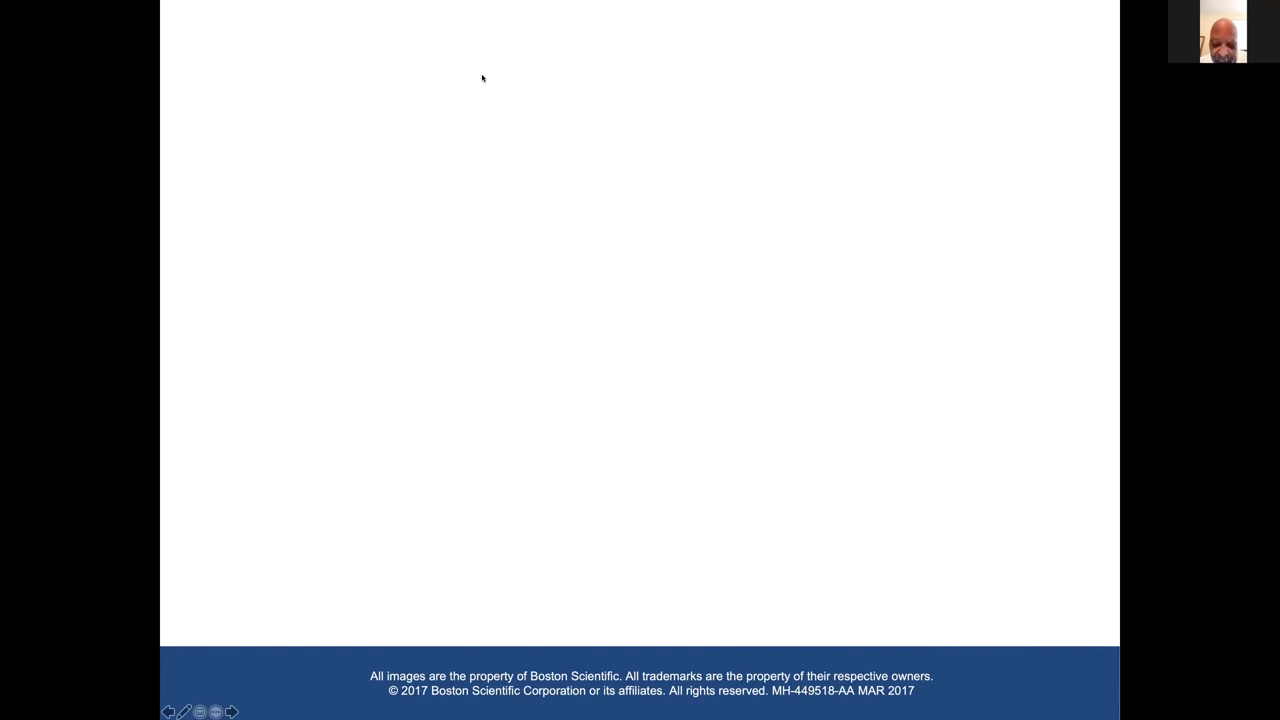 All images are the property of Boston Scientific. All trademarks are the property of their respective owners.
© 2017 Boston Scientific Corporation or its affiliates. All rights reserved. MH-449518-AA MAR 2017